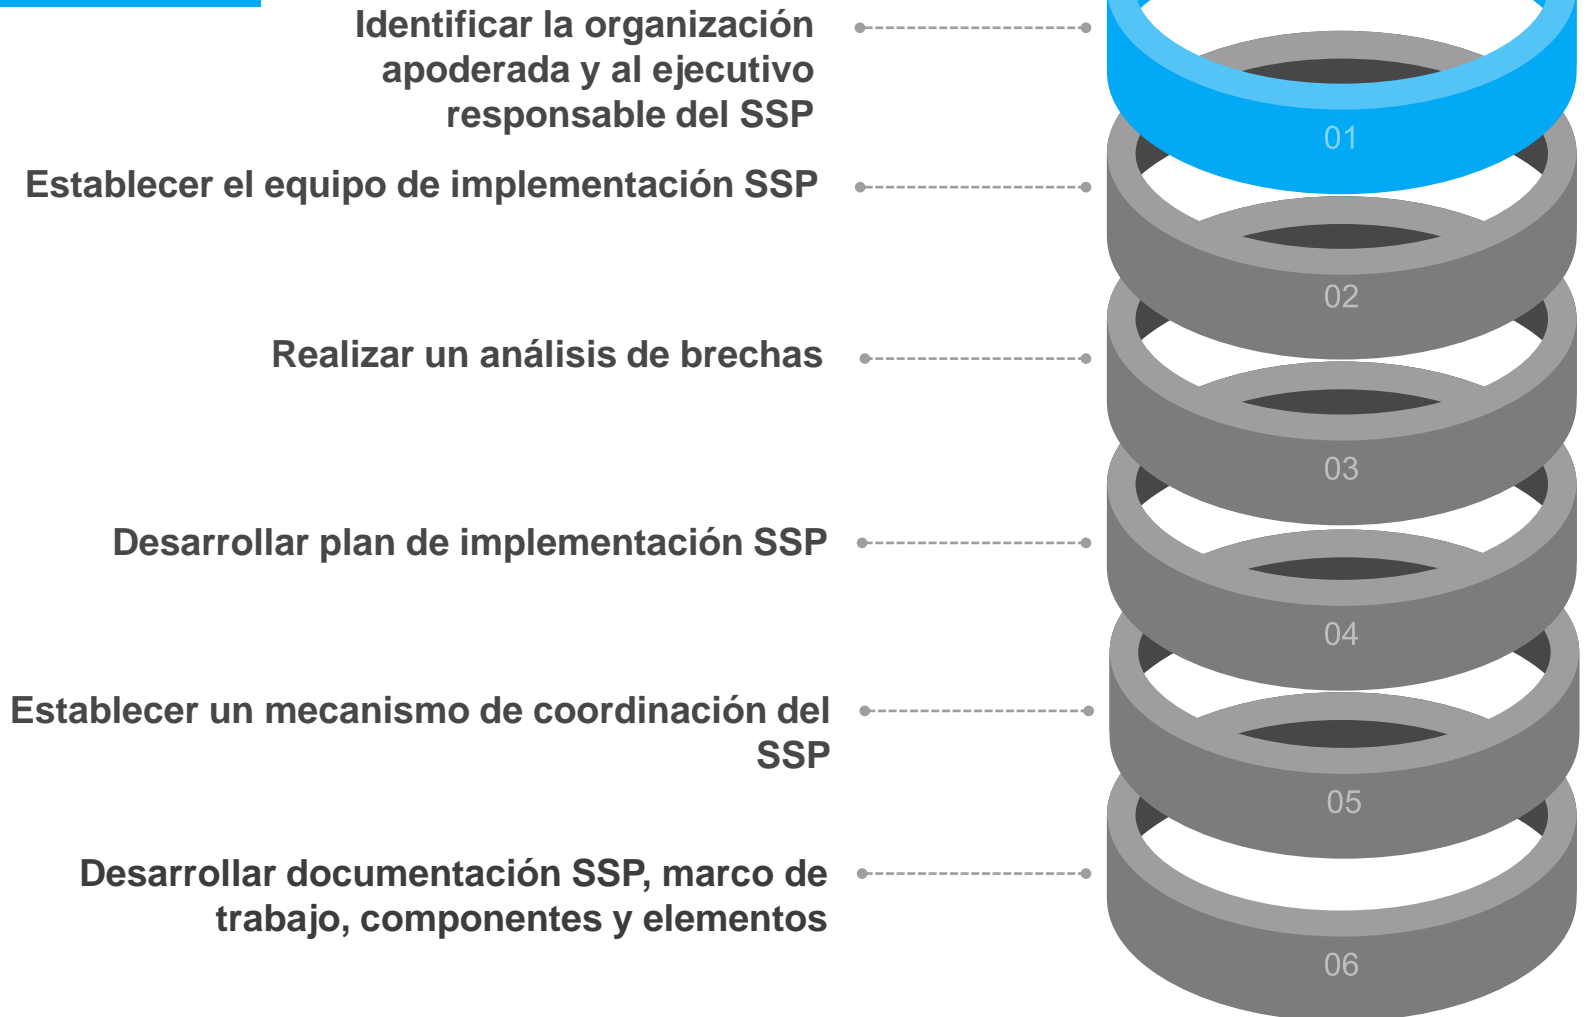 Identificar la organización
apoderada y al ejecutivo
responsable del SSP
01
Establecer el equipo de implementación SSP
02
Realizar un análisis de brechas
03
Desarrollar plan de implementación SSP
04
Establecer un mecanismo de coordinación del
SSP
05
Desarrollar documentación SSP, marco de
trabajo, componentes y elementos
06